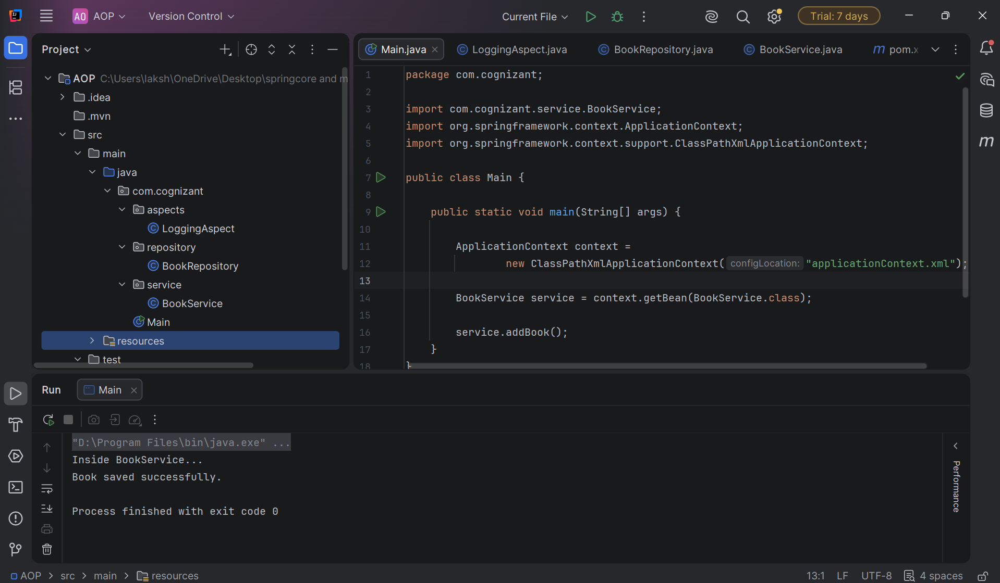 AO AOP Version Control Current File Trial: 7 days
Project
AOP C:\Users\laksh\OneDrive\Desktop\springcore and m
.idea
.mvn
src
main
java
com.cognizant
aspects
LoggingAspect
repository
BookRepository
service
BookService
Main
resources
test
Main.java LoggingAspect.java BookRepository.java BookService.java m pom.x
1 package com.cognizant;
2
3 import com.cognizant.service.BookService;
4 import org.springframework.context.ApplicationContext;
5 import org.springframework.context.support.ClassPathXmlApplicationContext;
6
7 public class Main {
8
9 public static void main(String[] args) {
10
11 ApplicationContext context =
12 new ClassPathXmlApplicationContext( configLocation: "applicationContext.xml");
13
14 BookService service = context.getBean(BookService.class);
15
16 service.addBook();
17 }
18 }
m
Run Main
"D:\Program Files\bin\java.exe" ...
Inside BookService...
Book saved successfully.
Process finished with exit code 0
Performance
AOP > src > main > resources 13:1 LF UTF-8 4 spaces